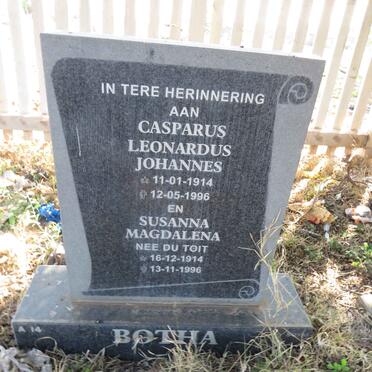 IN TERE HERINNERING
AAN
CASPARUS
LEONARDUS
JOHANNES
☆ 11-01-1914
✞ 12-05-1996
EN
SUSANNA
MAGDALENA
NEE DU TOIT
☆ 16-12-1914
✞ 13-11-1996
A 14
BOTHA